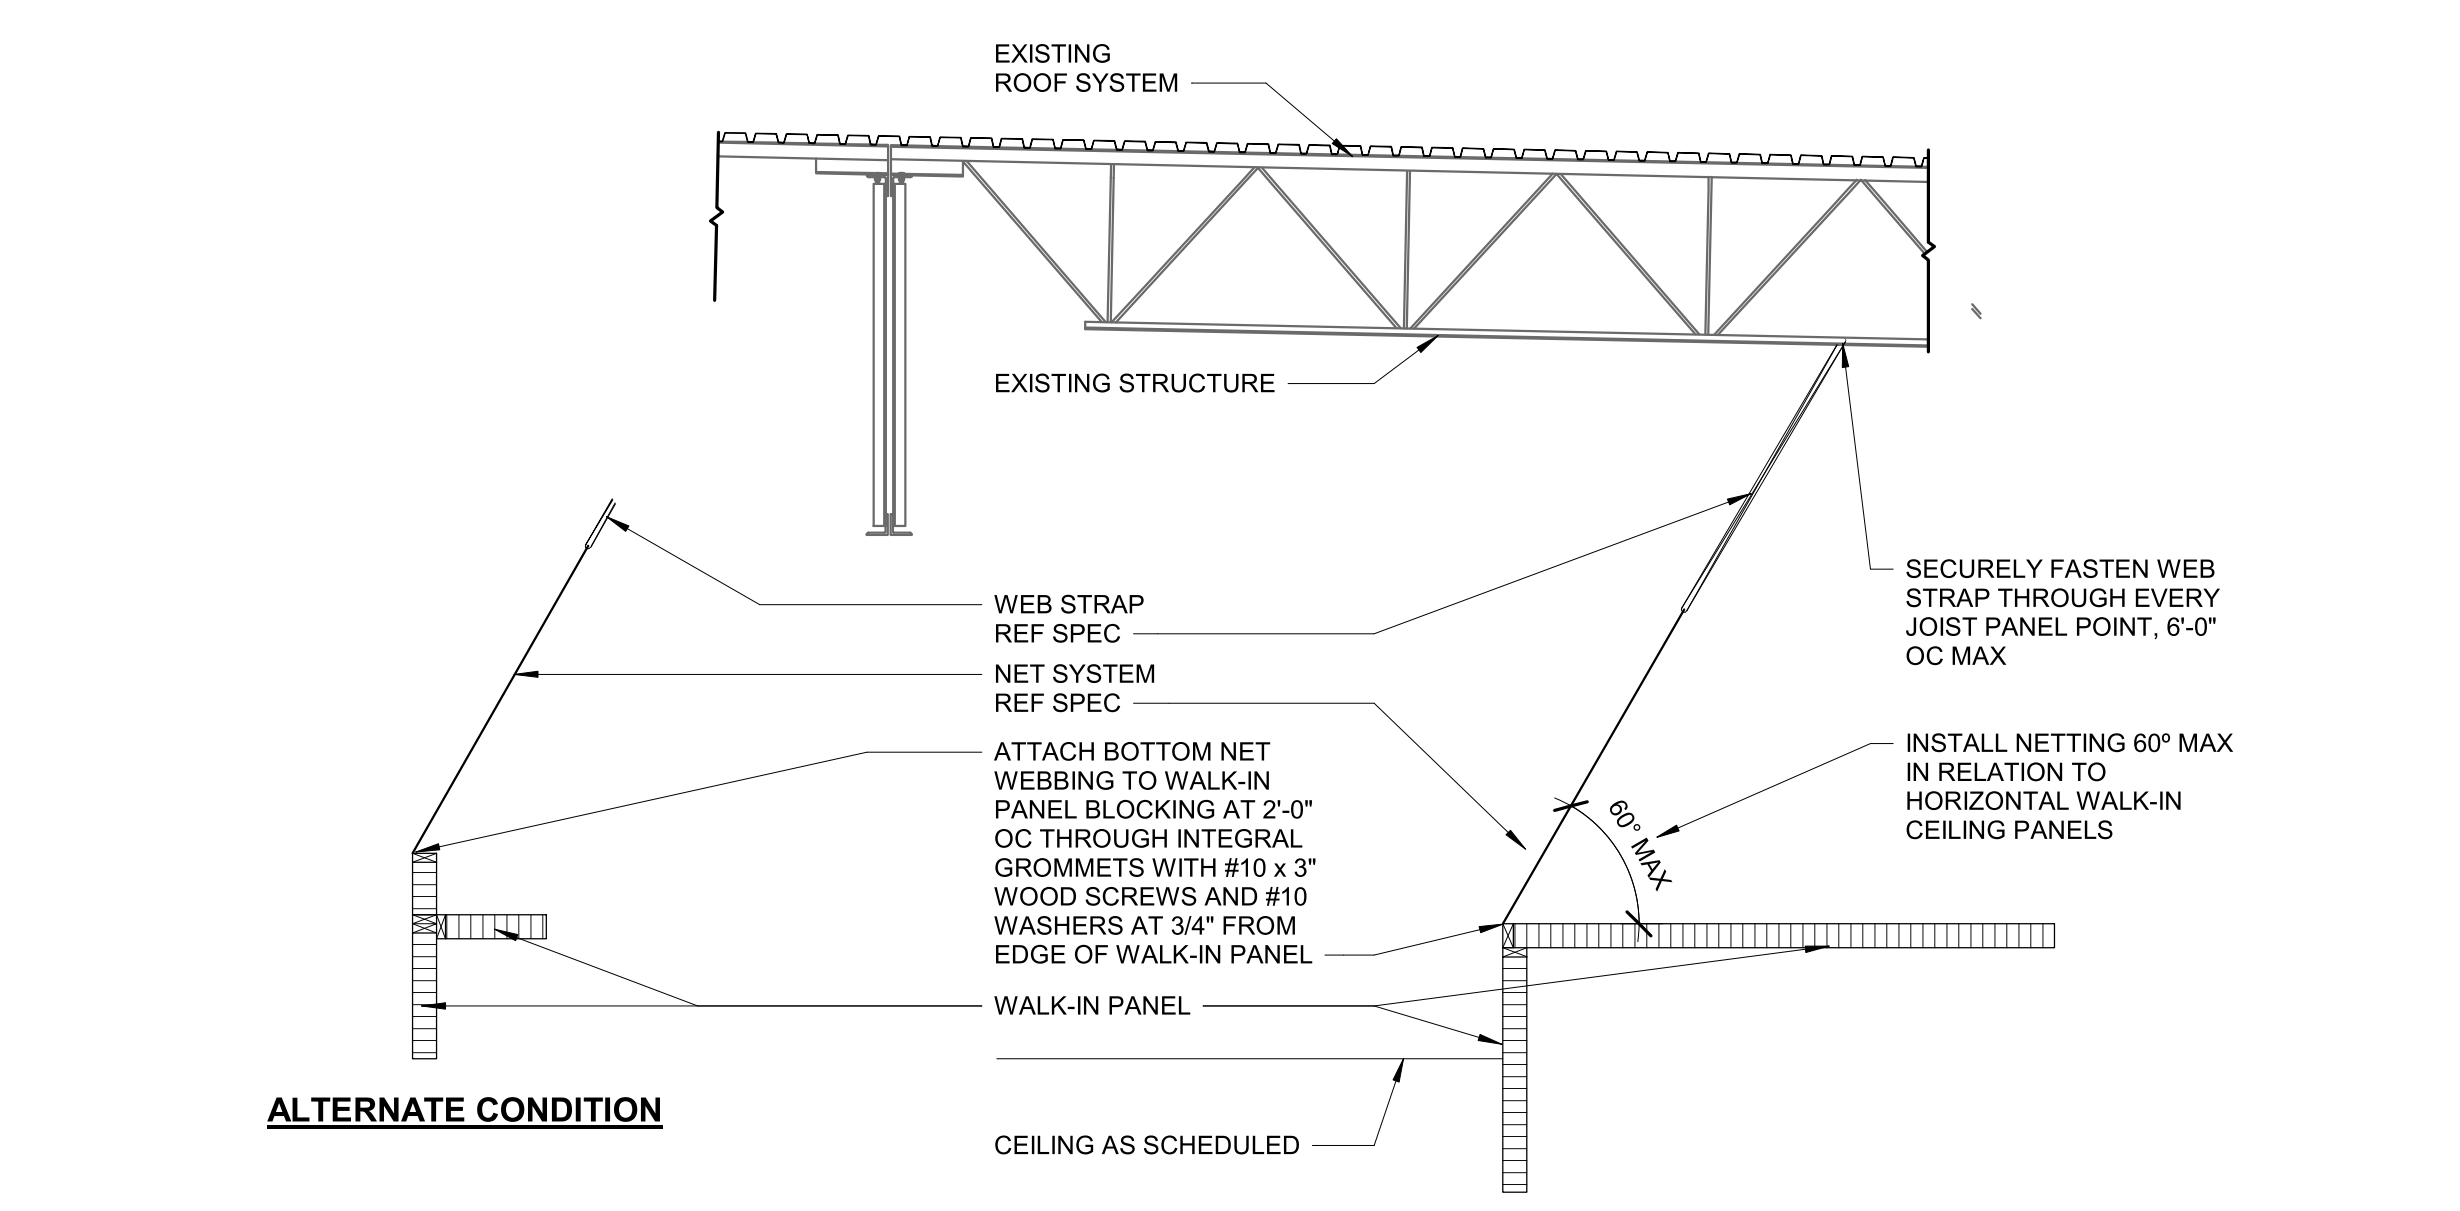 EXISTING
ROOF SYSTEM
EXISTING STRUCTURE
WEB STRAP
REF SPEC
NET SYSTEM
REF SPEC
ATTACH BOTTOM NET
WEBBING TO WALK-IN
PANEL BLOCKING AT 2'-0"
OC THROUGH INTEGRAL
GROMMETS WITH #10 x 3"
WOOD SCREWS AND #10
WASHERS AT 3/4" FROM
EDGE OF WALK-IN PANEL
WALK-IN PANEL
CEILING AS SCHEDULED
SECURELY FASTEN WEB
STRAP THROUGH EVERY
JOIST PANEL POINT, 6'-0"
OC MAX
INSTALL NETTING 60º MAX
IN RELATION TO
HORIZONTAL WALK-IN
CEILING PANELS
60° MAX
ALTERNATE CONDITION